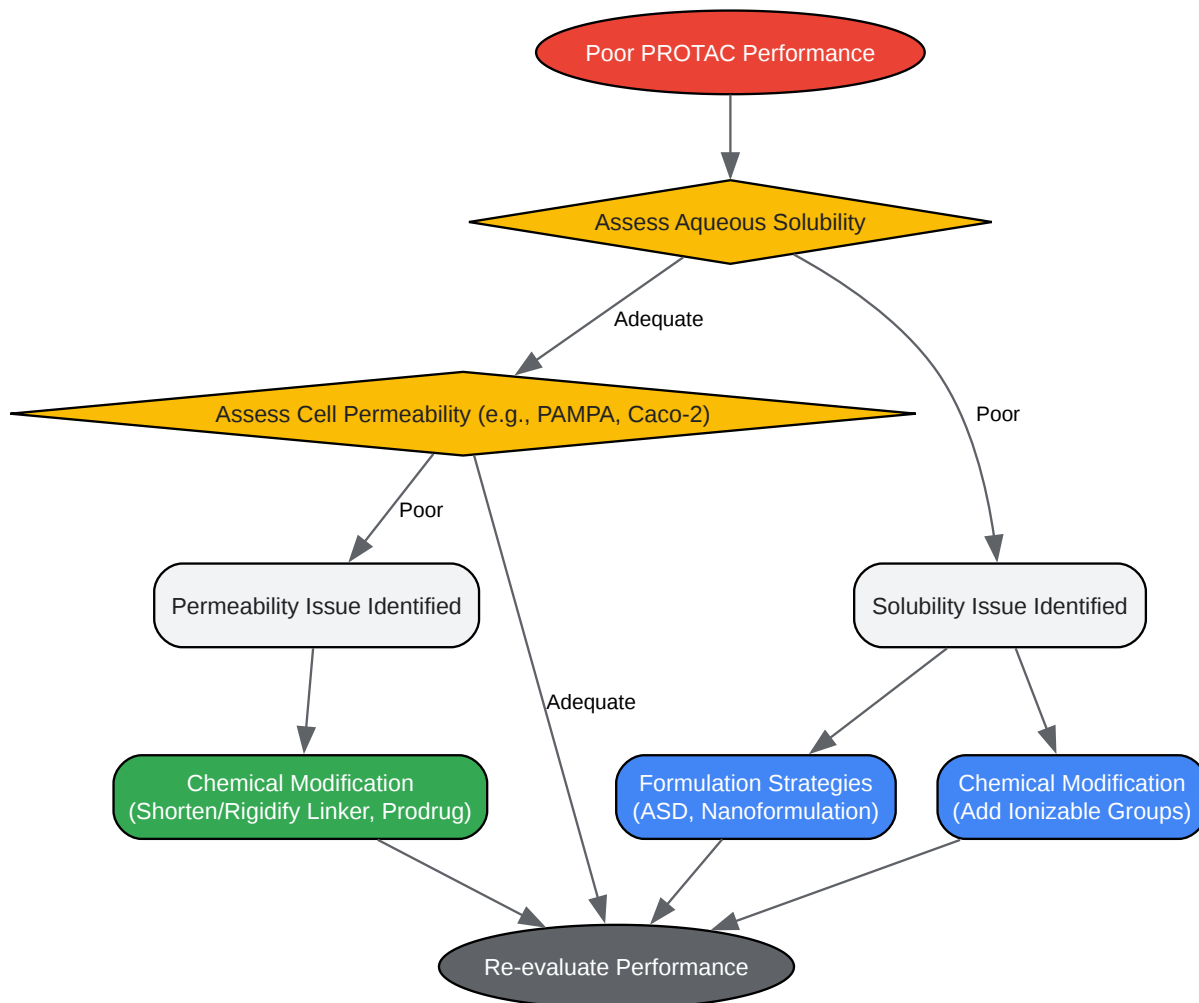 Poor PROTAC Performance
Assess Aqueous Solubility
Adequate
Assess Cell Permeability (e.g., PAMPA, Caco-2)
Poor
Poor
Permeability Issue Identified
Solubility Issue Identified
Adequate
Chemical Modification
(Shorten/Rigidify Linker, Prodrug)
Formulation Strategies
(ASD, Nanoformulation)
Chemical Modification
(Add Ionizable Groups)
Re-evaluate Performance